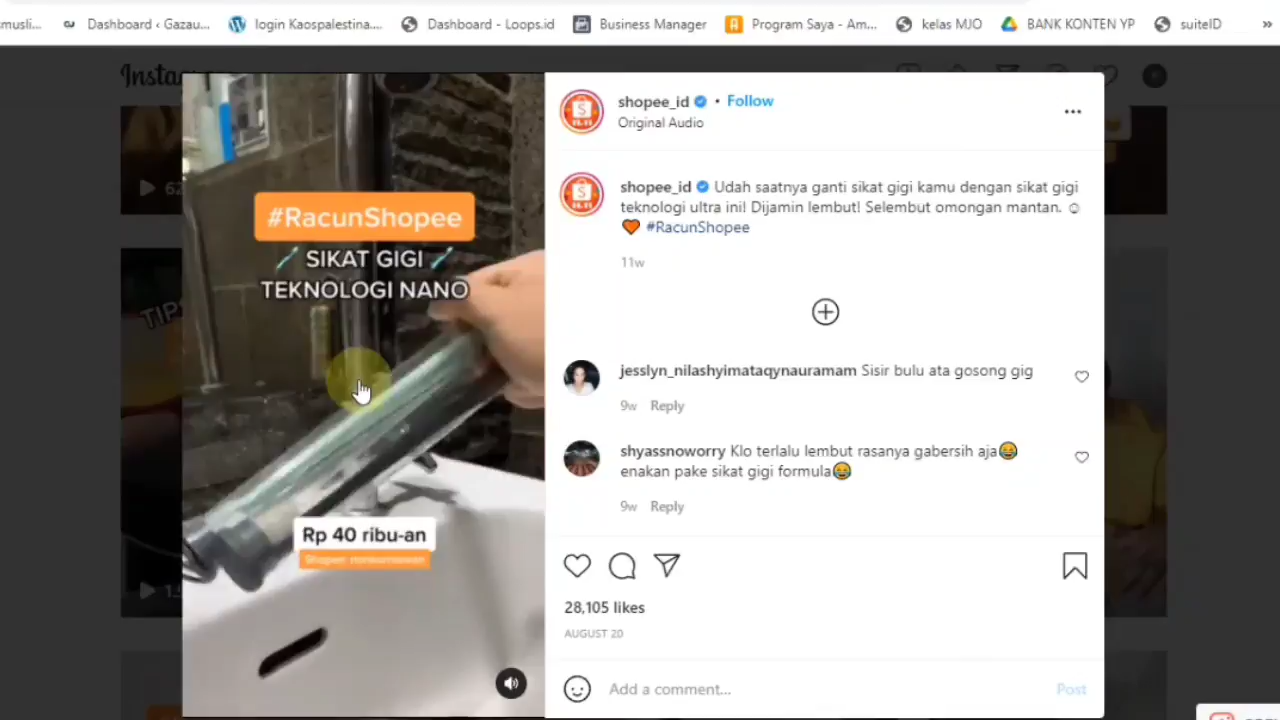 smusli...
Dashboard ‹ Gazau...
login Kaospalestina....
Dashboard - Loops.id
Business Manager
Program Saya - Am...
kelas MJO
BANK KONTEN YP
suiteID
»
#RacunShopee
SIKAT GIGI
TEKNOLOGI NANO
Rp 40 ribu-an
shopee_id • Follow
Original Audio
shopee_id Udah saatnya ganti sikat gigi kamu dengan sikat gigi
teknologi ultra ini! Dijamin lembut! Selembut omongan mantan. ☺
🧡 #RacunShopee
11w
jesslyn_nilashyimataqynauramam Sisir bulu ata gosong gig
9w Reply
shyassnoworry Klo terlalu lembut rasanya gabersih aja😂
enakan pake sikat gigi formula😂
9w Reply
28,105 likes
AUGUST 20
Add a comment...
Post
TIPS